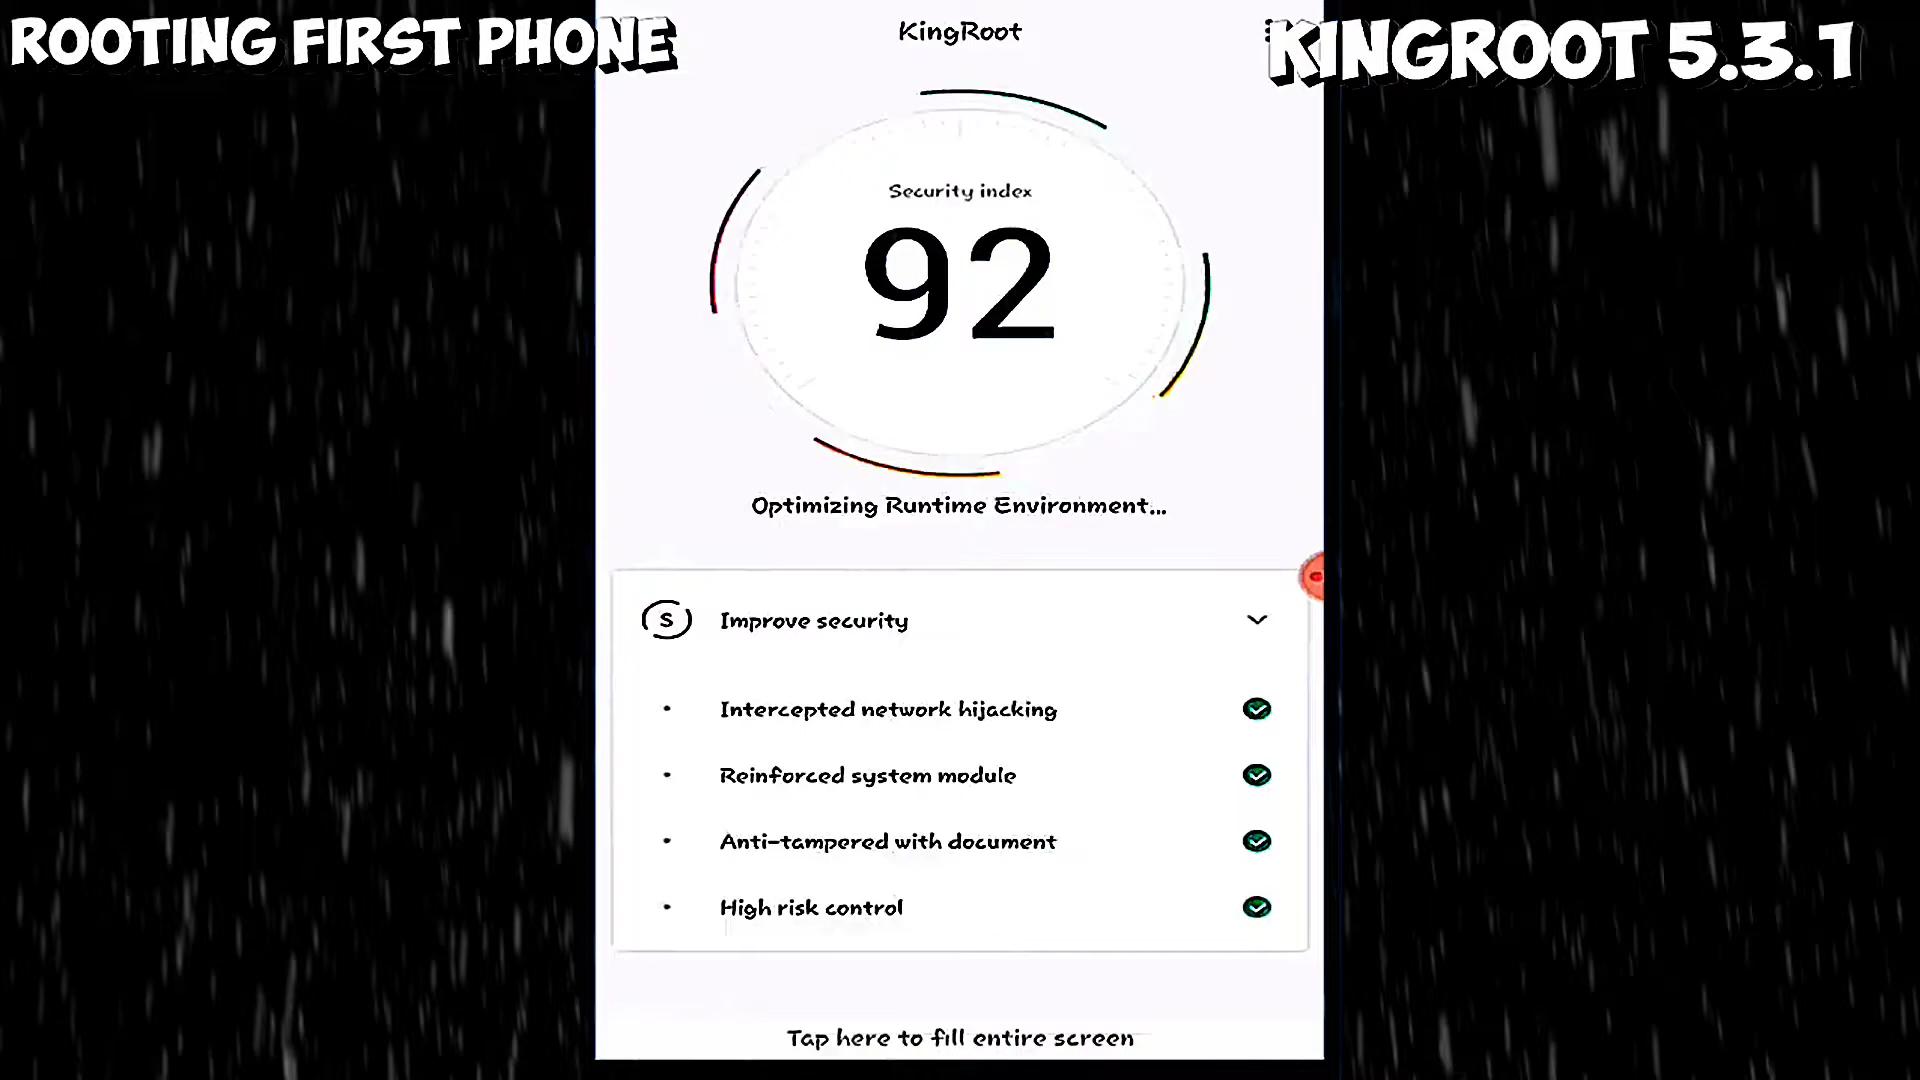 ROOTING FIRST PHONE
KingRoot
KINGROOT 5.3.1
Security index
92
Optimizing Runtime Environment...
S
Improve security
Intercepted network hijacking
Reinforced system module
Anti-tampered with document
High risk control
Tap here to fill entire screen